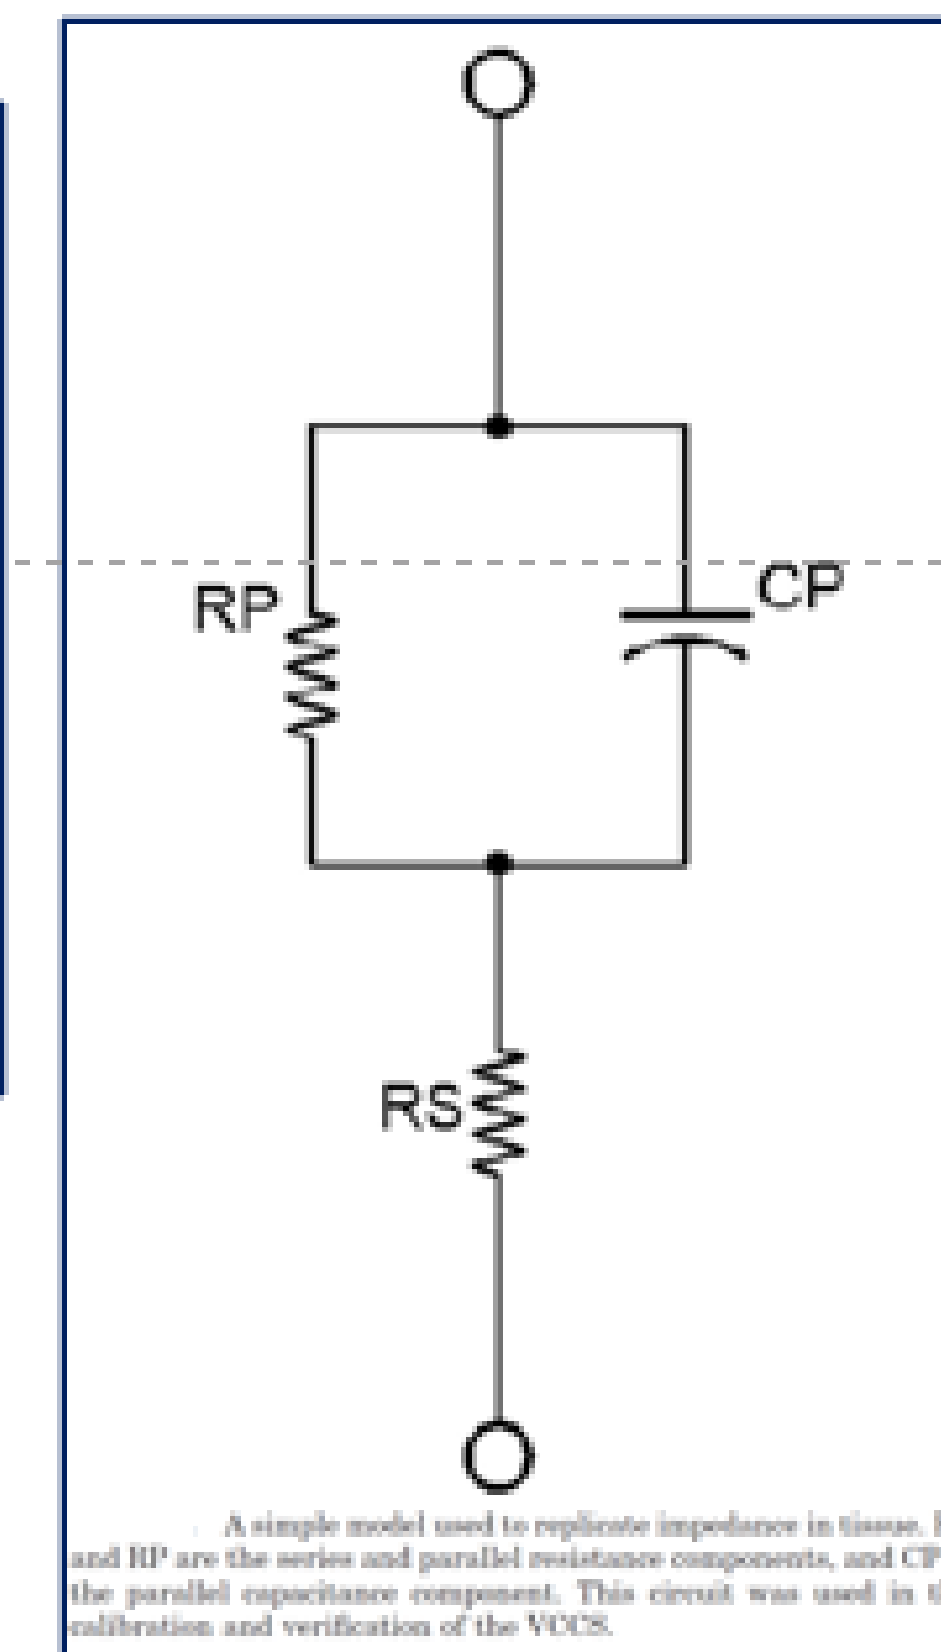 RP
CP
RS
A simple model used to replicate impedance in tissue.
and RP are the series and parallel resistance components, and CP
the parallel capacitance component. This circuit was used in
calibration and verification of the VCCS.